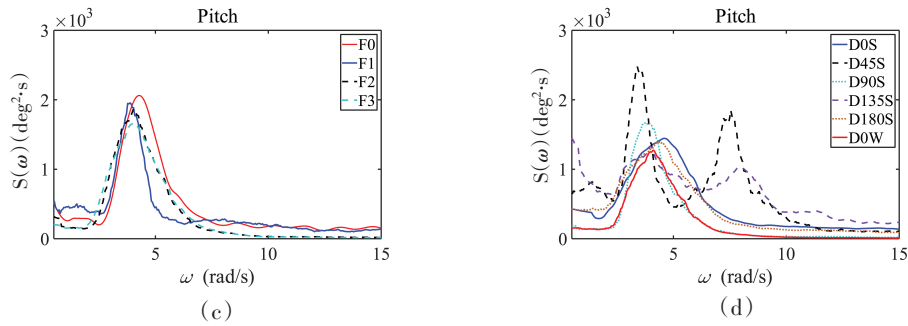 Pitch
×10³
3
2
1
0
5
10
15
S(ω)(deg²·s)
ω (rad/s)
F0
F1
F2
F3
(c)
Pitch
×10³
3
2
1
0
5
10
15
S(ω)(deg²·s)
ω (rad/s)
D0S
D45S
D90S
D135S
D180S
D0W
(d)